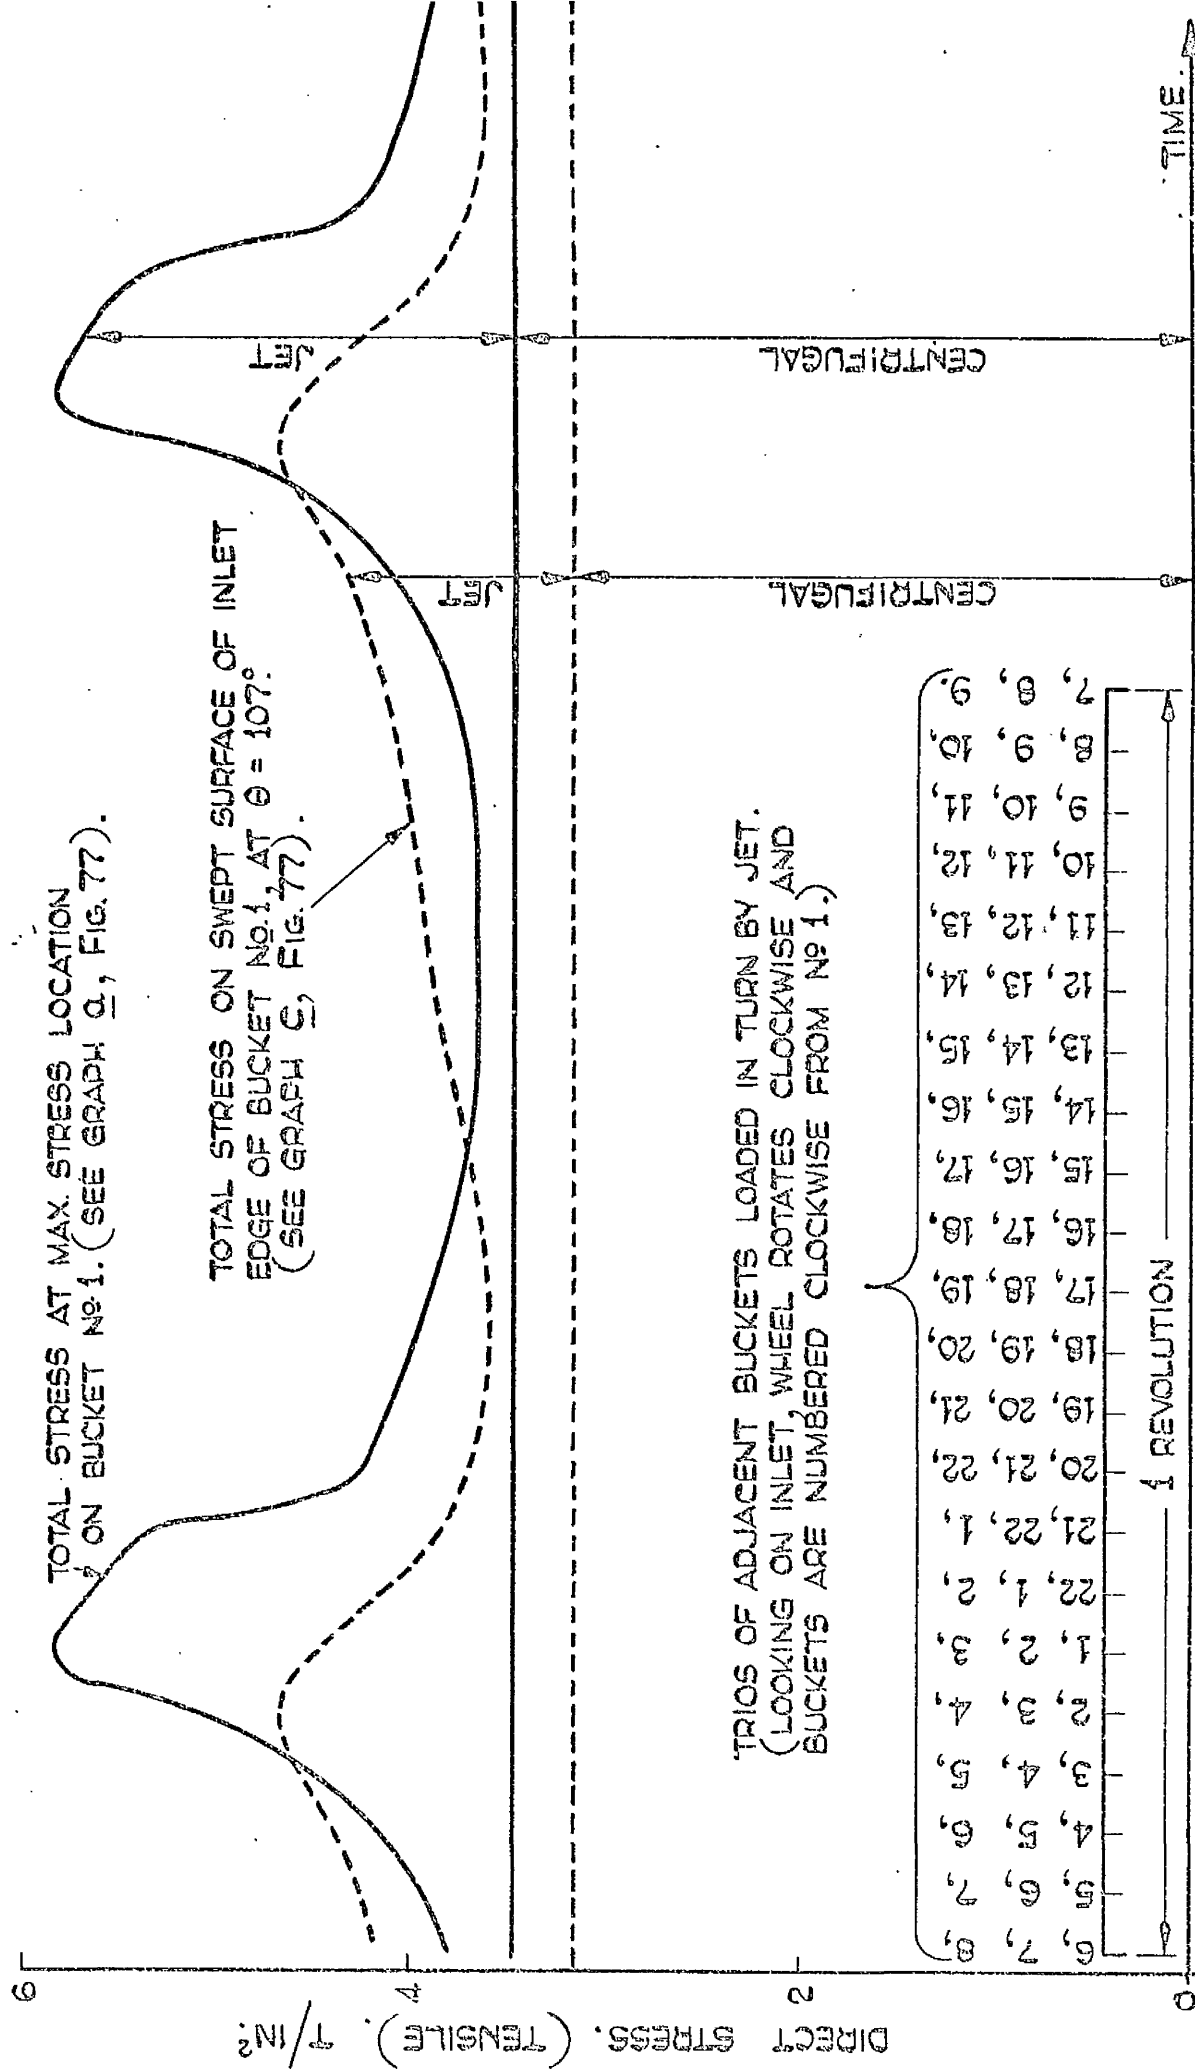 TOTAL STRESS AT MAX. STRESS LOCATION
ON BUCKET Nº 1. (SEE GRAPH a, FIG. 77).
TOTAL STRESS ON SWEPT SURFACE OF INLET
EDGE OF BUCKET Nº 1, AT θ = 107°.
(SEE GRAPH C, FIG. 77).
DIRECT STRESS. (TENSILE). T/IN².
6
4
2
0
JET
CENTRIFUGAL
JET
CENTRIFUGAL
TRIOS OF ADJACENT BUCKETS LOADED IN TURN BY JET.
(LOOKING ON INLET, WHEEL ROTATES CLOCKWISE AND
BUCKETS ARE NUMBERED CLOCKWISE FROM Nº 1.)
6, 7, 8,
5, 6, 7,
4, 5, 6,
3, 4, 5,
2, 3, 4,
1, 2, 3,
22, 1, 2,
21, 22, 1,
20, 21, 22,
19, 20, 21,
18, 19, 20,
17, 18, 19,
16, 17, 18,
15, 16, 17,
14, 15, 16,
13, 14, 15,
12, 13, 14,
11, 12, 13,
10, 11, 12,
9, 10, 11,
8, 9, 10,
7, 8, 9.
1 REVOLUTION
TIME.